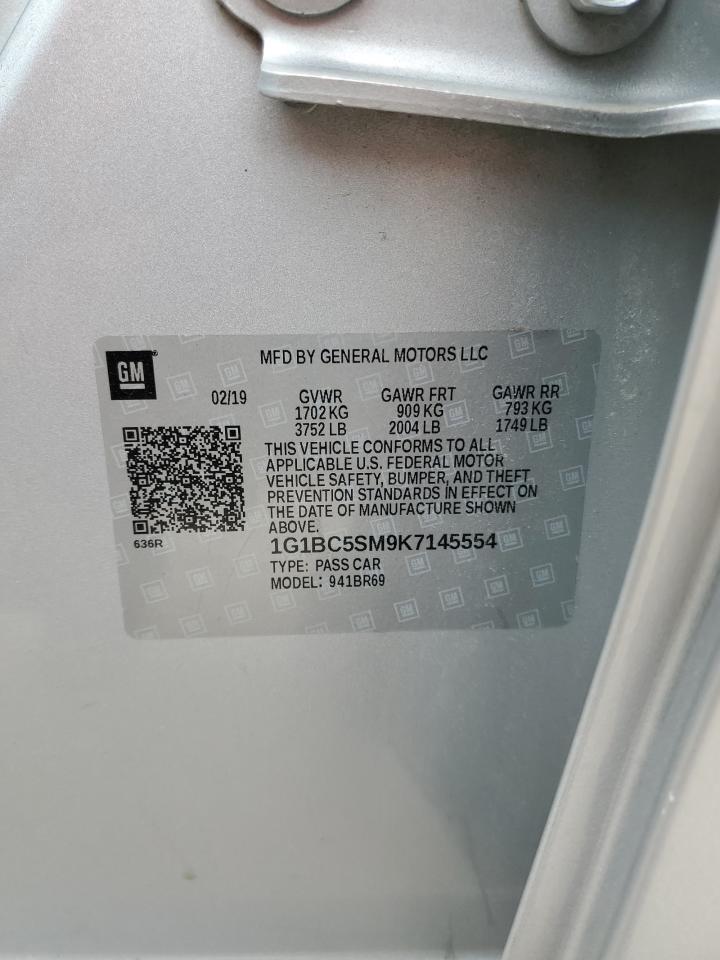 GM
MFD BY GENERAL MOTORS LLC
02/19 GVWR GAWR FRT GAWR RR
1702 KG 909 KG 793 KG
3752 LB 2004 LB 1749 LB
THIS VEHICLE CONFORMS TO ALL
APPLICABLE U.S. FEDERAL MOTOR
VEHICLE SAFETY, BUMPER, AND THEFT
PREVENTION STANDARDS IN EFFECT ON
THE DATE OF MANUFACTURE SHOWN
ABOVE.
636R
1G1BC5SM9K7145554
TYPE: PASS CAR
MODEL: 941BR69